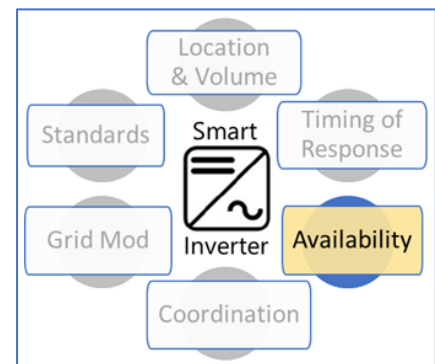 Location
& Volume
Standards
Smart
Timing of
Response
Grid Mod
Inverter
Availability
Coordination